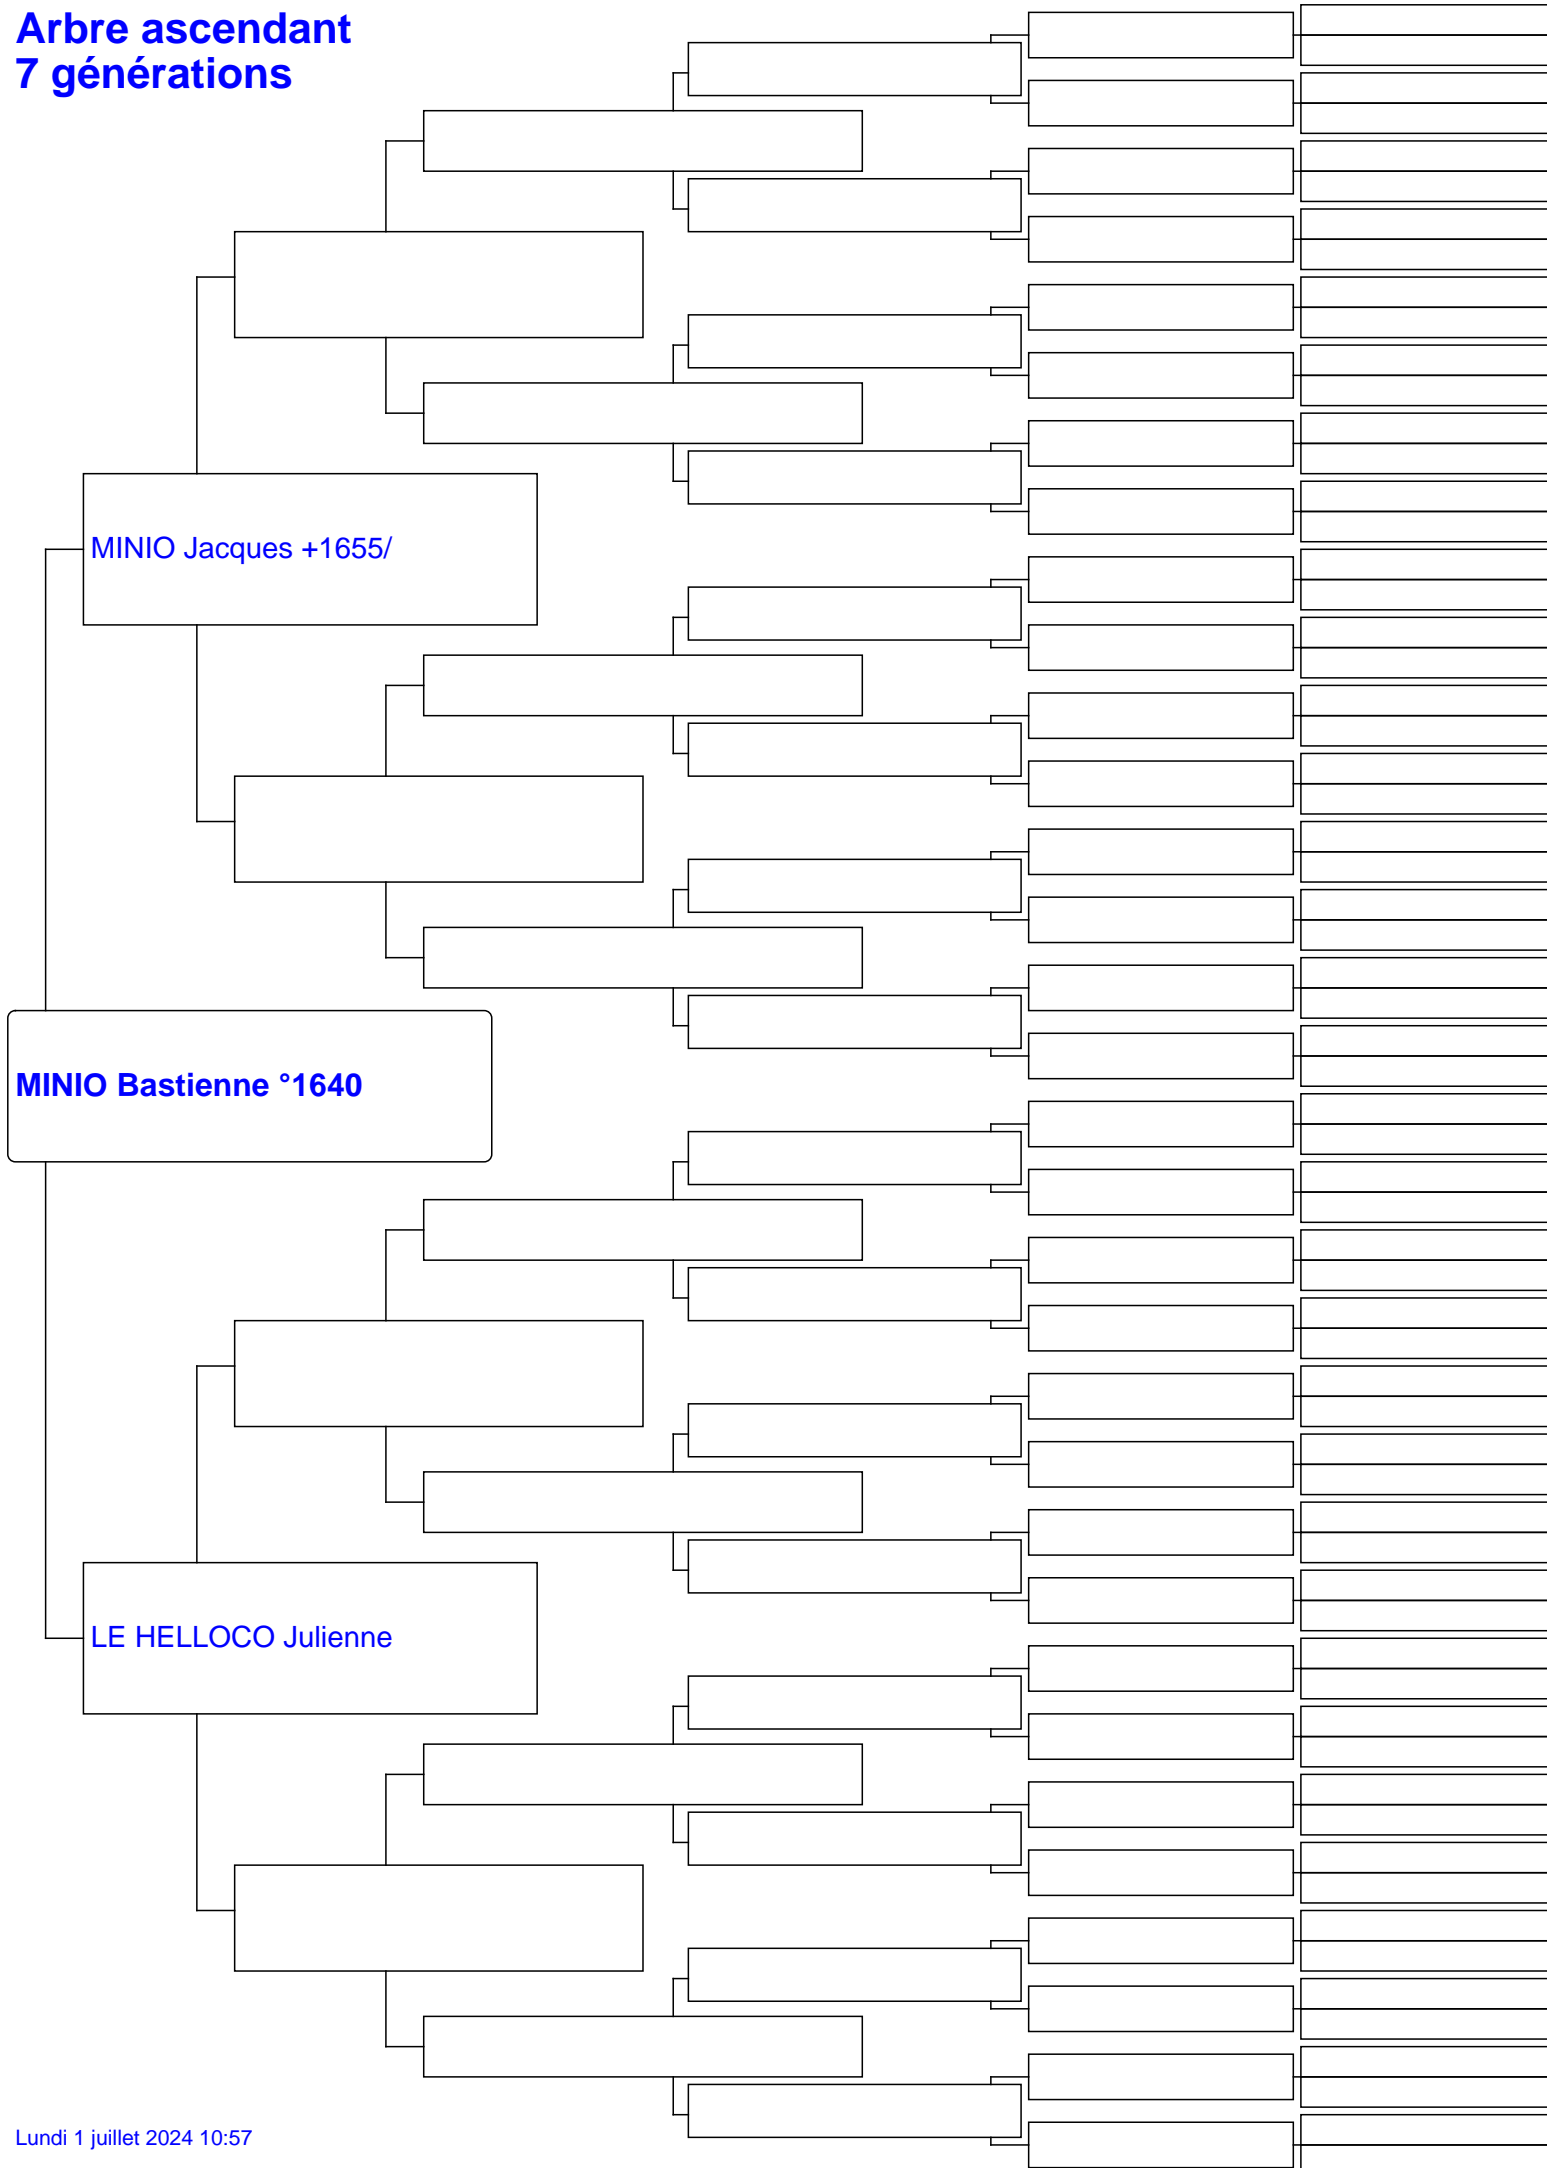 Arbre ascendant
7 générations
MINIO Jacques +1655/
MINIO Bastienne °1640
LE HELLOCO Julienne
Lundi 1 juillet 2024 10:57